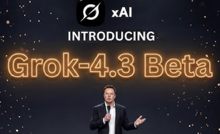 xAI
INTRODUCING
Grok-4.3 Beta